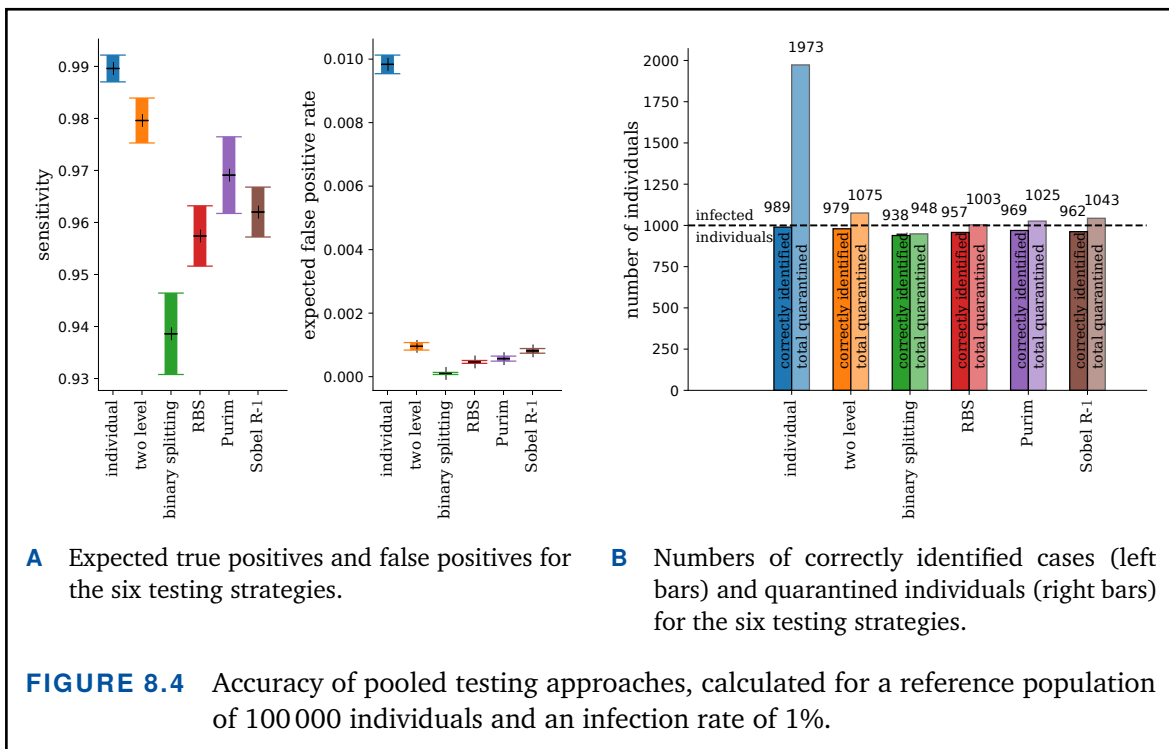 0.99
0.98
0.97
0.96
0.95
0.94
0.93
sensitivity
individual
two level
binary splitting
RBS
Purim
Sobel R-1
0.010
0.008
0.006
0.004
0.002
0.000
expected false positive rate
individual
two level
binary splitting
RBS
Purim
Sobel R-1
2000
1750
1500
1250
1000
750
500
250
0
number of individuals
infected
individuals
989 1973
979 1075
938 948
957 1003
969 1025
962 1043
correctly identified
total quarantined
correctly identified
total quarantined
correctly identified
total quarantined
correctly identified
total quarantined
correctly identified
total quarantined
correctly identified
total quarantined
individual
two level
binary splitting
RBS
Purim
Sobel R-1
A Expected true positives and false positives for
the six testing strategies.
B Numbers of correctly identified cases (left
bars) and quarantined individuals (right bars)
for the six testing strategies.
FIGURE 8.4 Accuracy of pooled testing approaches, calculated for a reference population
of 100 000 individuals and an infection rate of 1%.